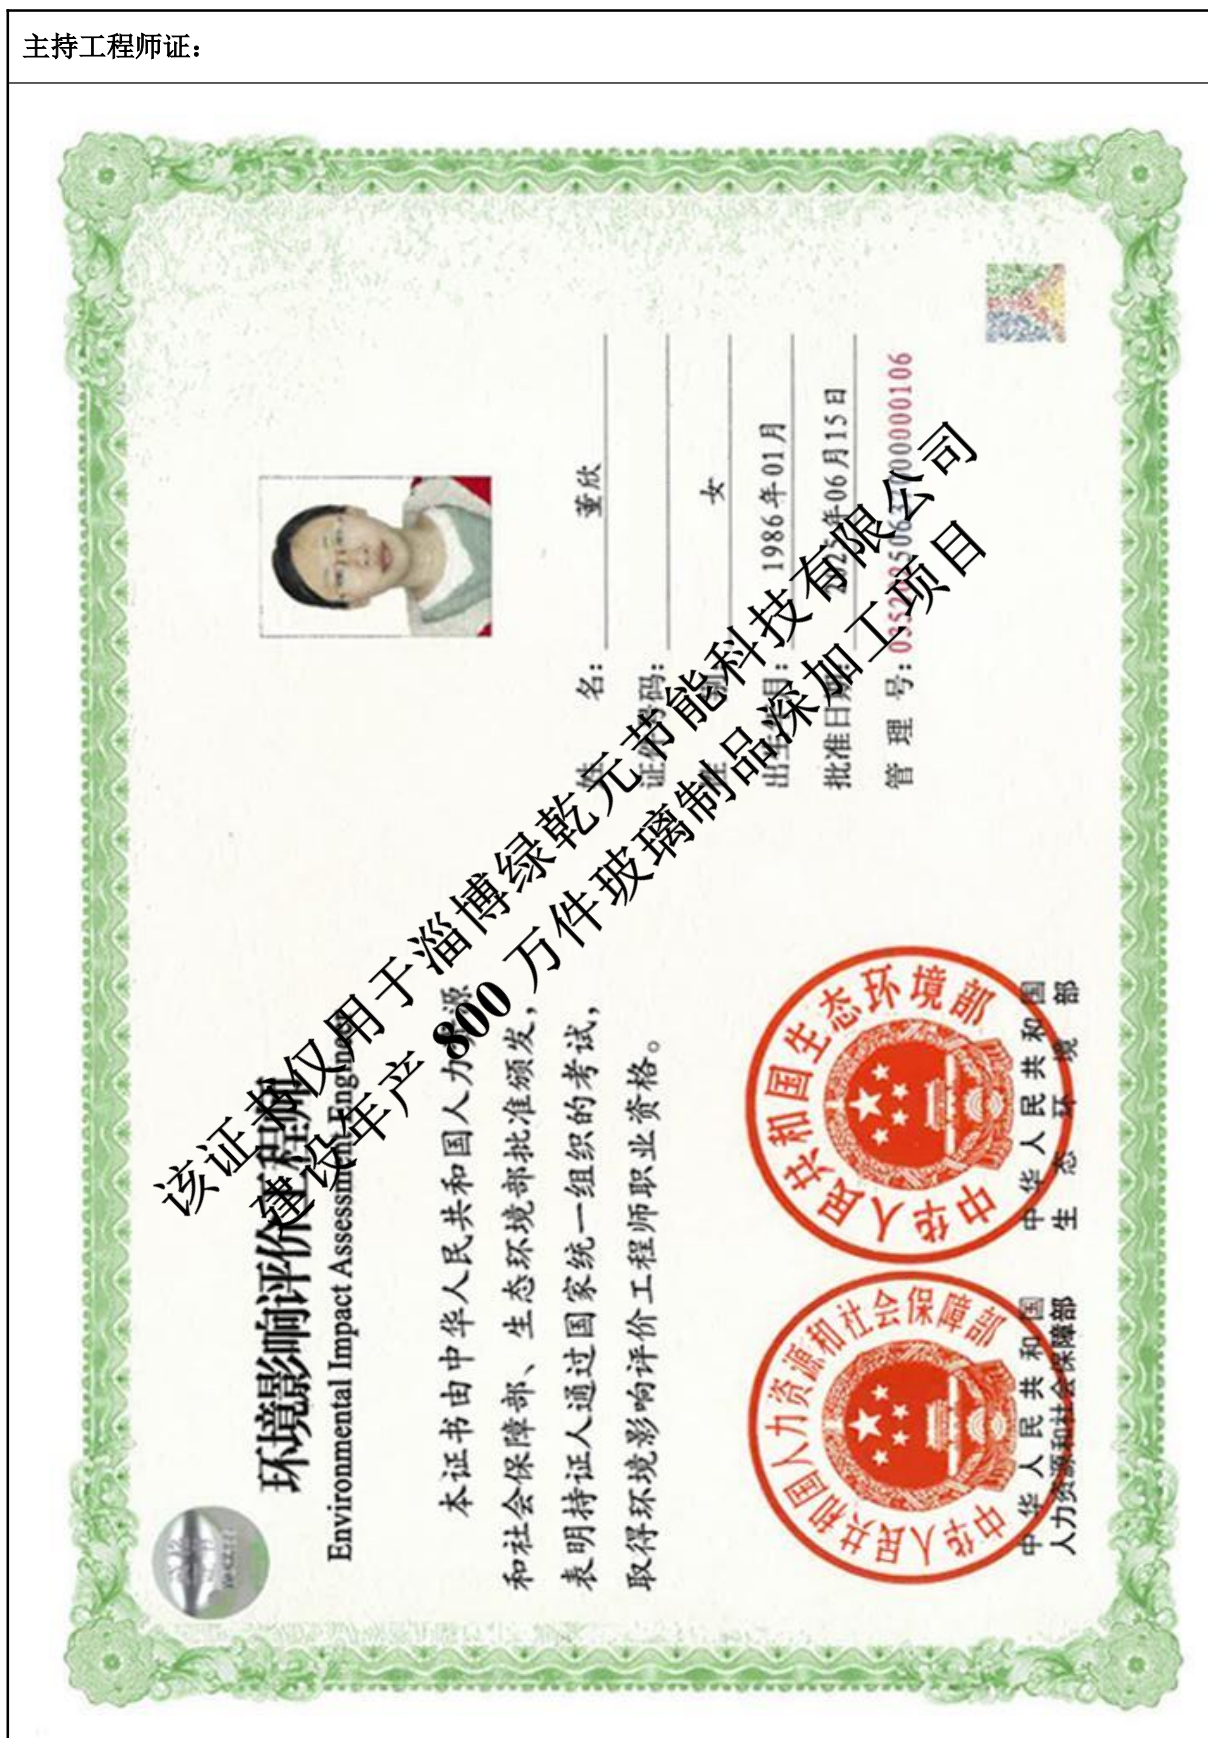 主持工程师证：
环境影响评价工程师
Environmental Impact Assessment Engineer
本证书由中华人民共和国人力资源
和社会保障部、生态环境部批准颁发，
表明持证人通过国家统一组织的考试，
取得环境影响评价工程师职业资格。
姓 名：董欣
证件号码：
性 别：女
出生年月：1986年01月
批准日期：2025年06月15日
管 理 号：
中华人民共和国人力资源和社会保障部
中华人民共和国生态环境部
中华人民共和国
人力资源和社会保障部
中华人民共和国
生态环境部
该证书仅用于淄博绿乾元节能科技有限公司
建设年产 800 万件玻璃制品深加工项目